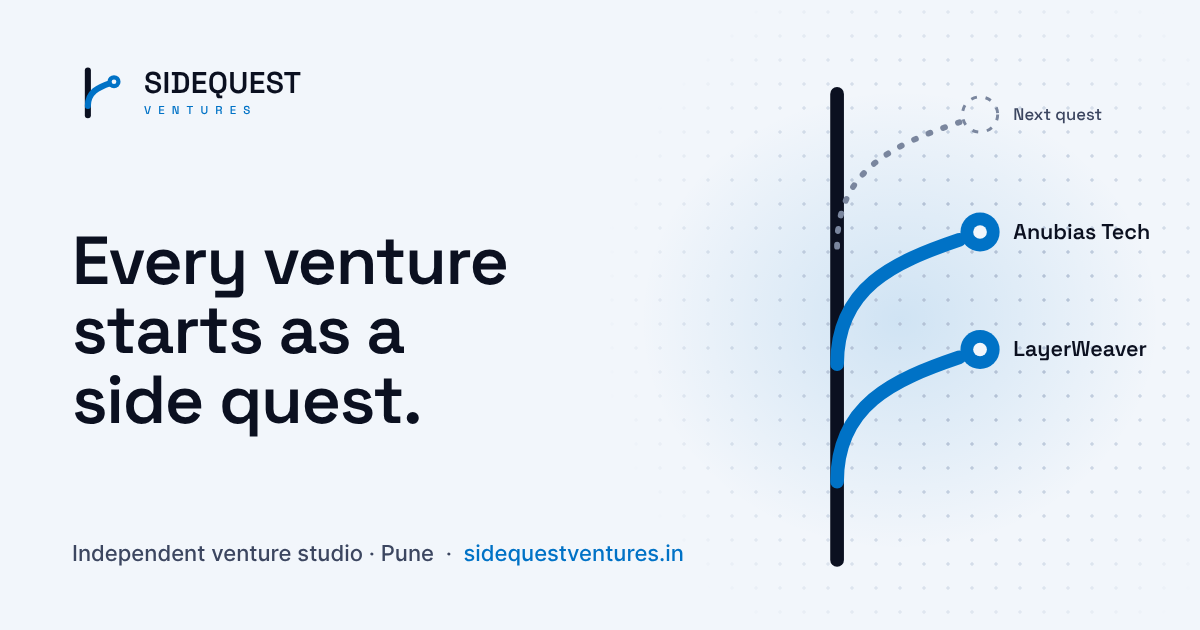 SIDEQUEST
VENTURES
Every venture
starts as a
side quest.
Independent venture studio · Pune · sidequestventures.in
Next quest
Anubias Tech
LayerWeaver